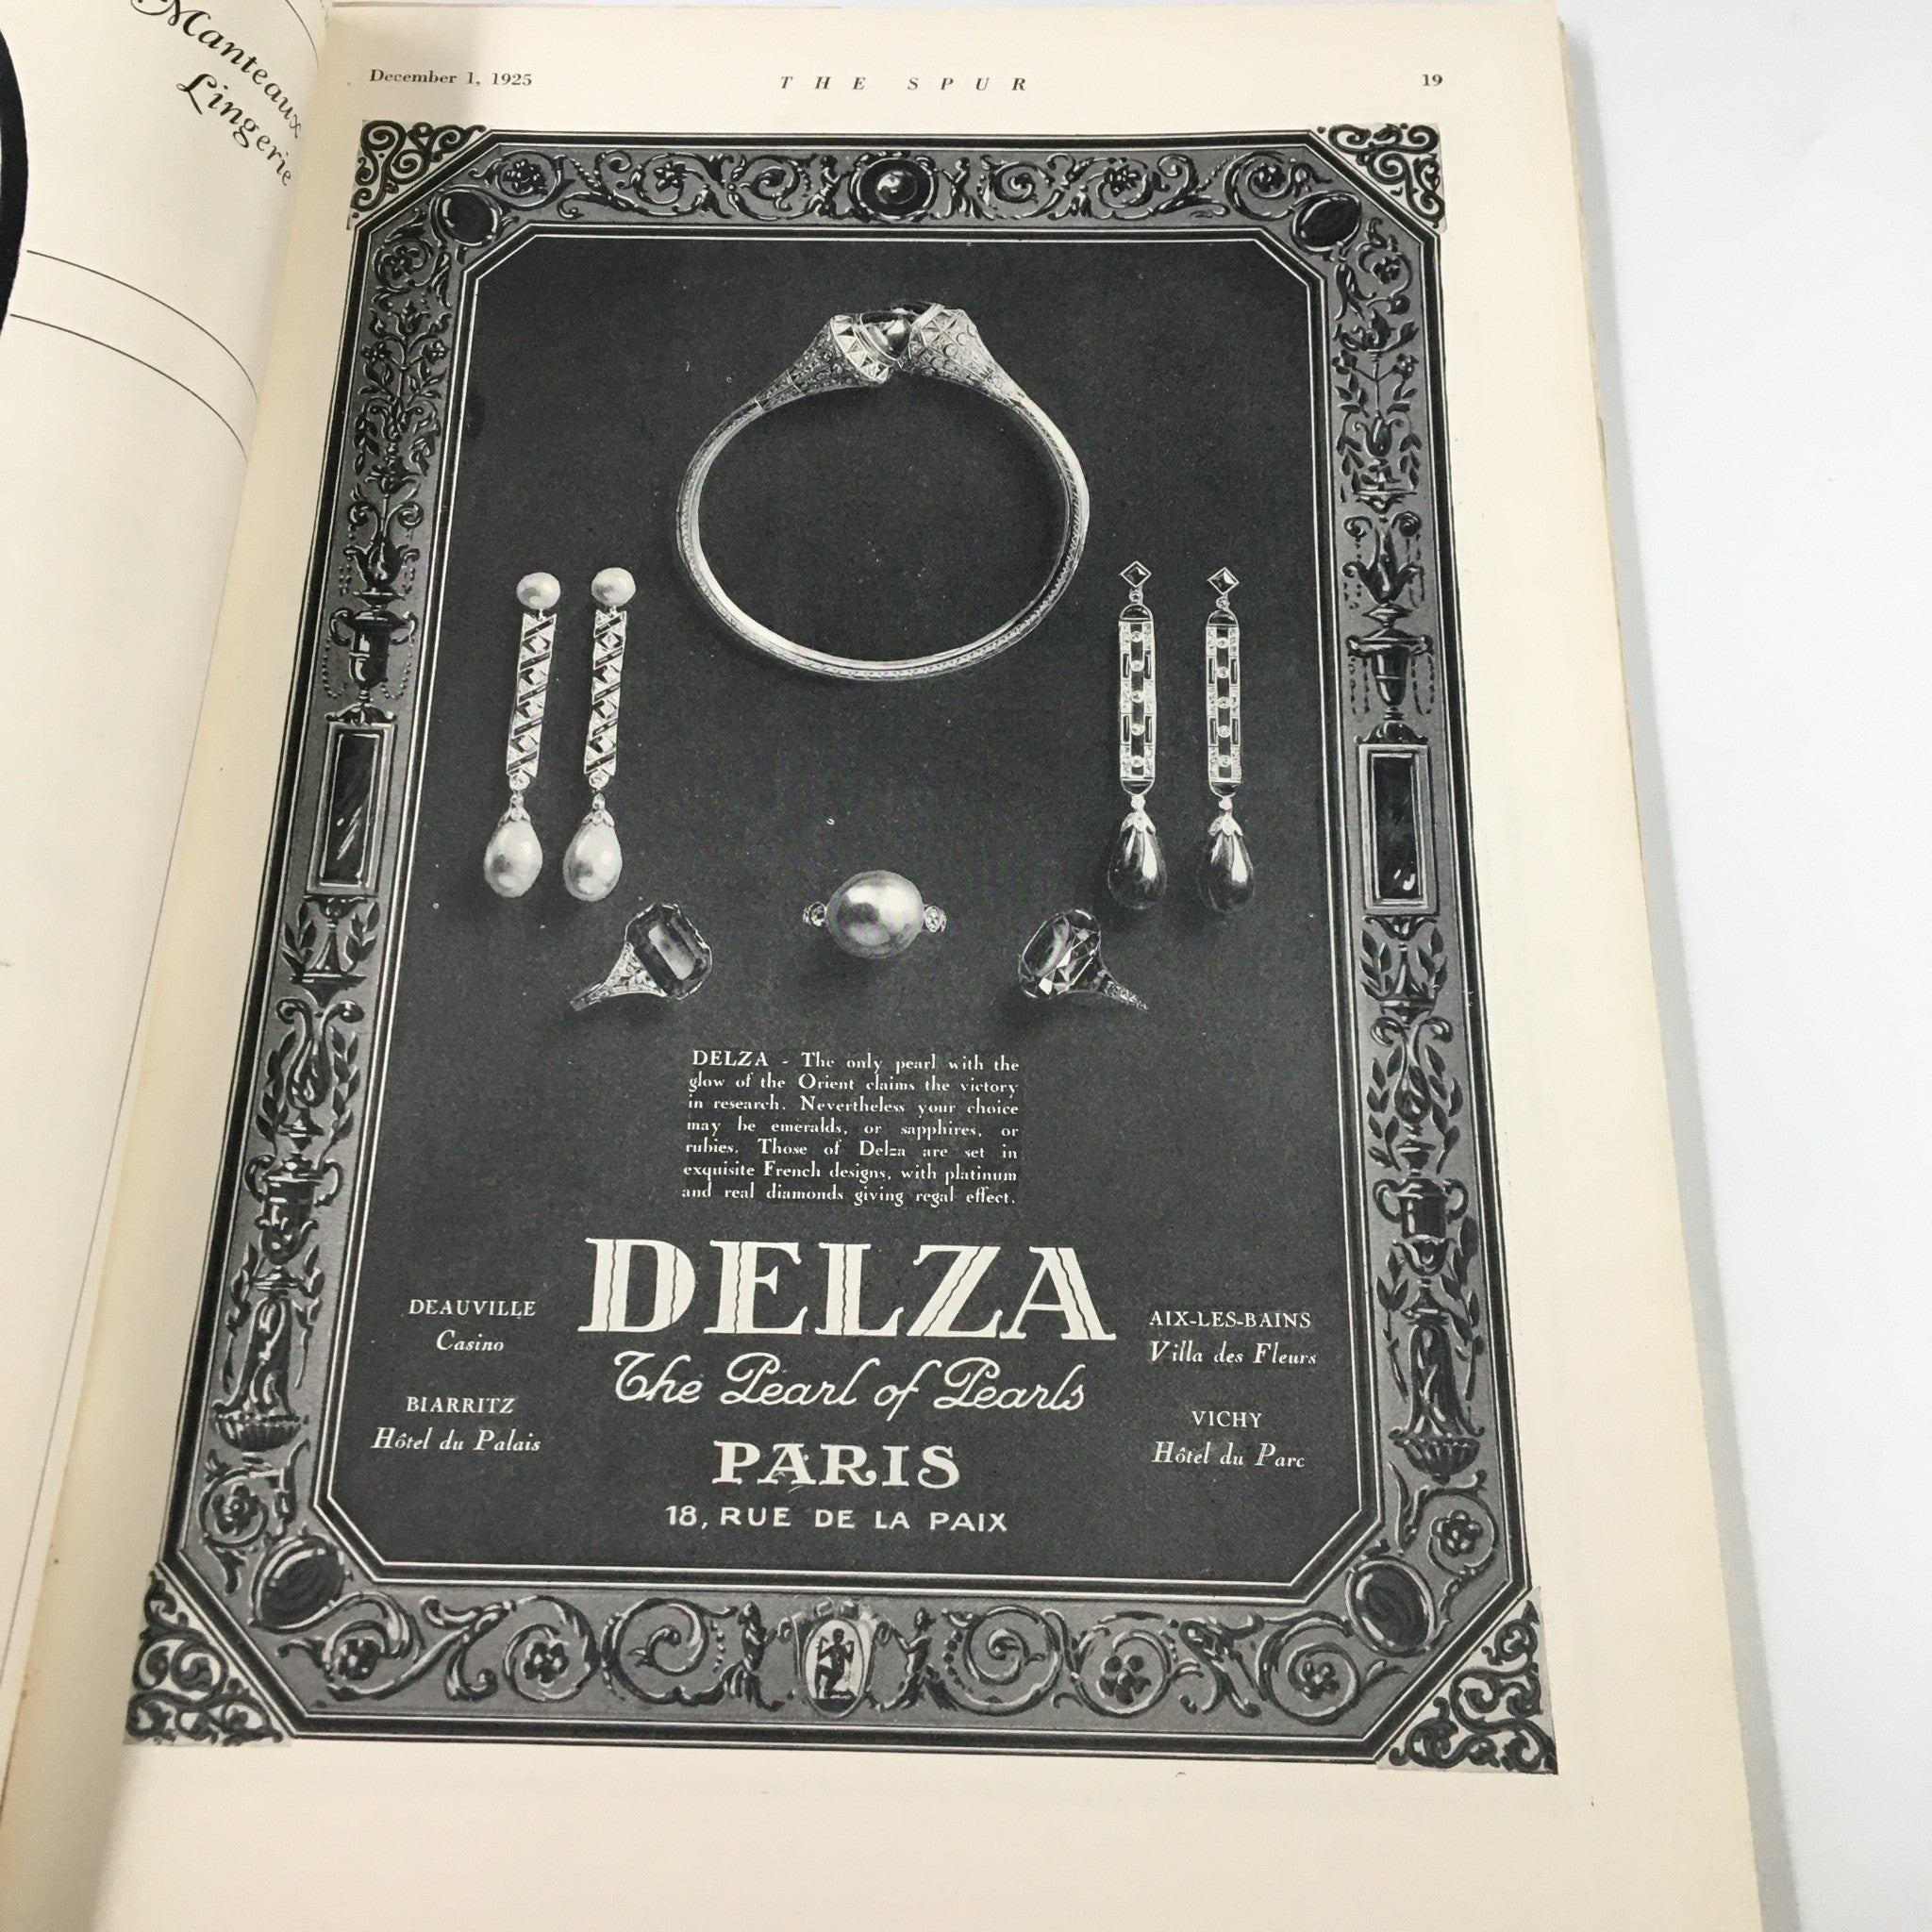 Manteaux
Lingerie
December 1, 1925
THE SPUR
19
DELZA - The only pearl with the
glow of the Orient claims the victory
in research. Nevertheless your choice
may be emeralds, or sapphires, or
rubies. Those of Delza are set in
exquisite French designs, with platinum
and real diamonds giving regal effect.
DELZA
The Pearl of Pearls
PARIS
18, RUE DE LA PAIX
DEAUVILLE
Casino
BIARRITZ
Hôtel du Palais
AIX-LES-BAINS
Villa des Fleurs
VICHY
Hôtel du Parc